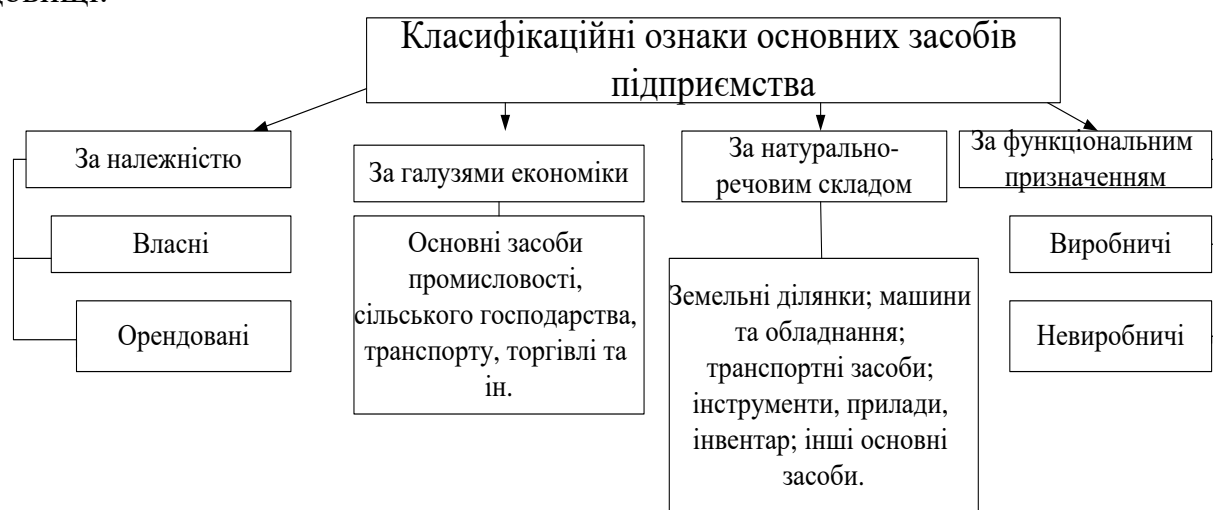 Класифікаційні ознаки основних засобів
підприємства
За належністю
Власні
Орендовані
За галузями економіки
Основні засоби
промисловості,
сільського господарства,
транспорту, торгівлі та
ін.
За натурально-
речовим складом
Земельні ділянки; машини
та обладнання;
транспортні засоби;
інструменти, прилади,
інвентар; інші основні
засоби.
За функціональним
призначенням
Виробничі
Невиробничі